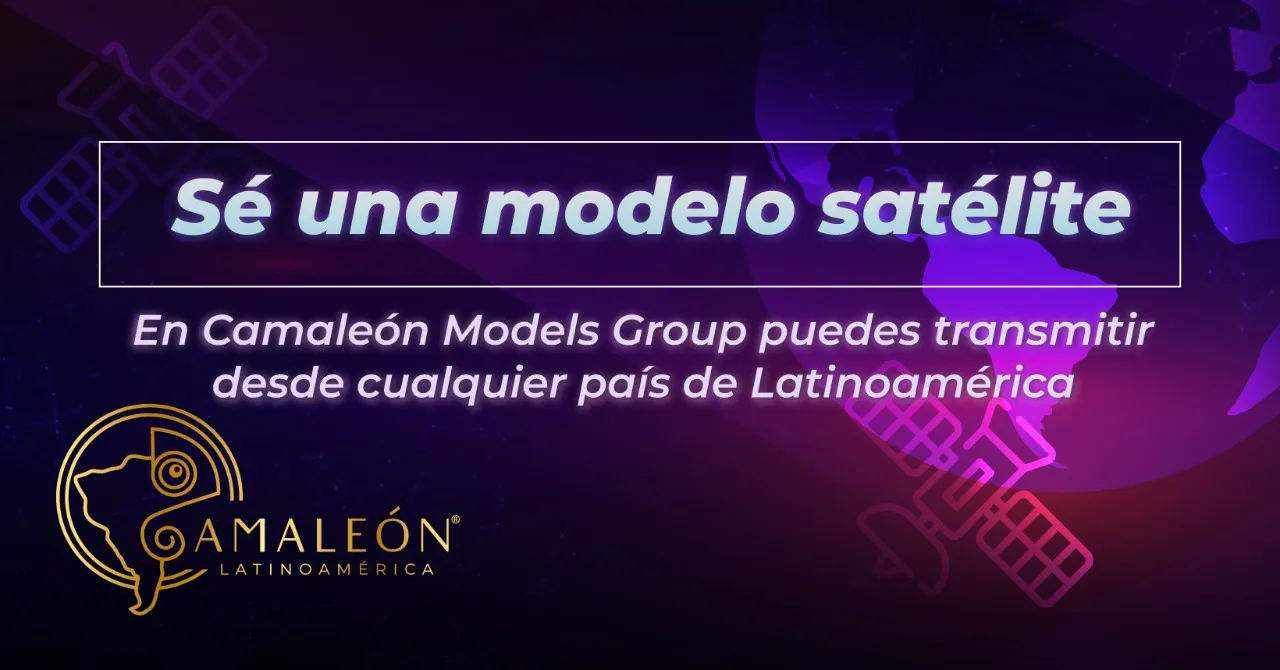 Sé una modelo satélite
En Camaleón Models Group puedes transmitir
desde cualquier país de Latinoamérica
CAMALEÓN®
LATINOAMÉRICA